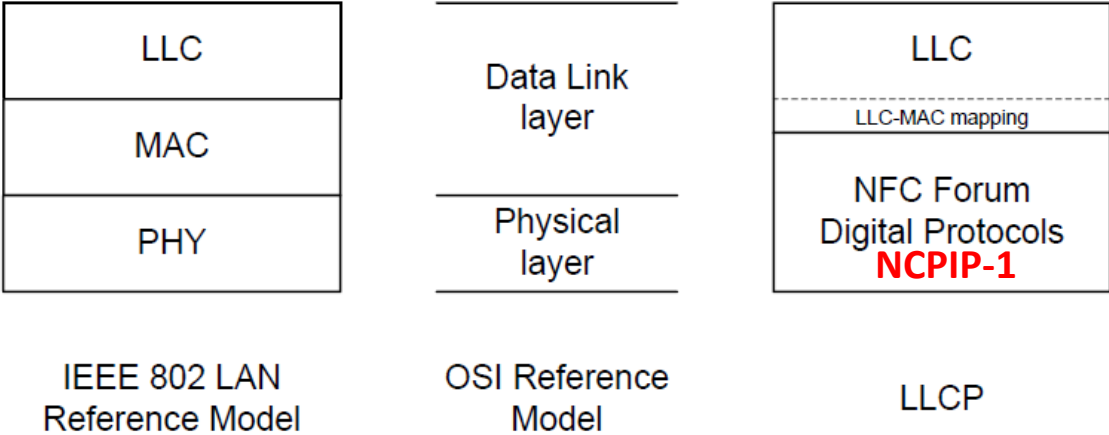 LLC
MAC
PHY
IEEE 802 LAN
Reference Model
Data Link
layer
Physical
layer
OSI Reference
Model
LLC
LLC-MAC mapping
NFC Forum
Digital Protocols
NCPIP-1
LLCP